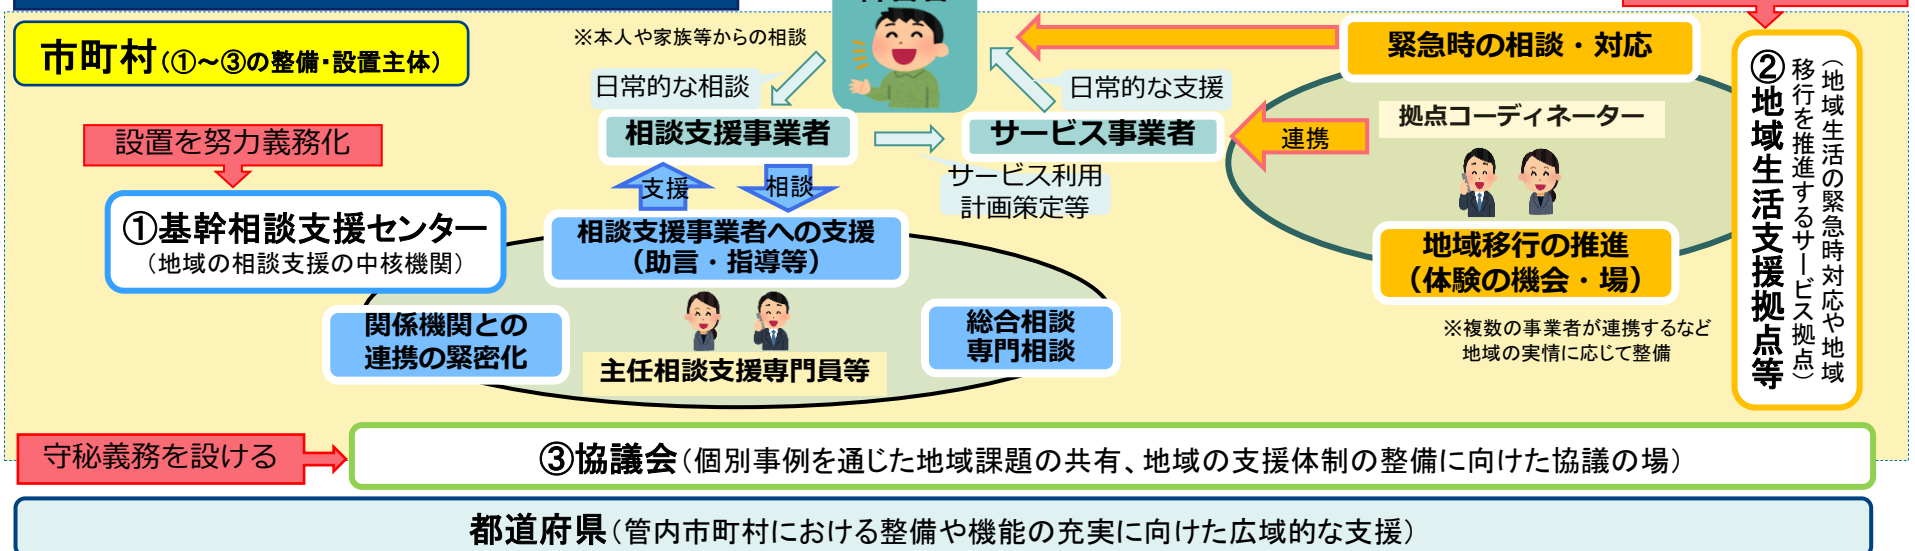 市町村(①～③の整備・設置主体)
※本人や家族等からの相談
緊急時の相談・対応
日常的な相談
日常的な支援
相談支援事業者
サービス事業者
連携
拠点コーディネーター
サービス利用
計画策定等
設置を努力義務化
支援
相談
①基幹相談支援センター
(地域の相談支援の中核機関)
相談支援事業者への支援
(助言・指導等)
地域移行の推進
(体験の機会・場)
関係機関との
連携の緊密化
総合相談
専門相談
主任相談支援専門員等
※複数の事業者が連携するなど
地域の実情に応じて整備
②地域生活支援拠点等
(地域生活の緊急時対応や地域
移行を推進するサービス拠点)
守秘義務を設ける
③協議会(個別事例を通じた地域課題の共有、地域の支援体制の整備に向けた協議の場)
都道府県(管内市町村における整備や機能の充実に向けた広域的な支援)